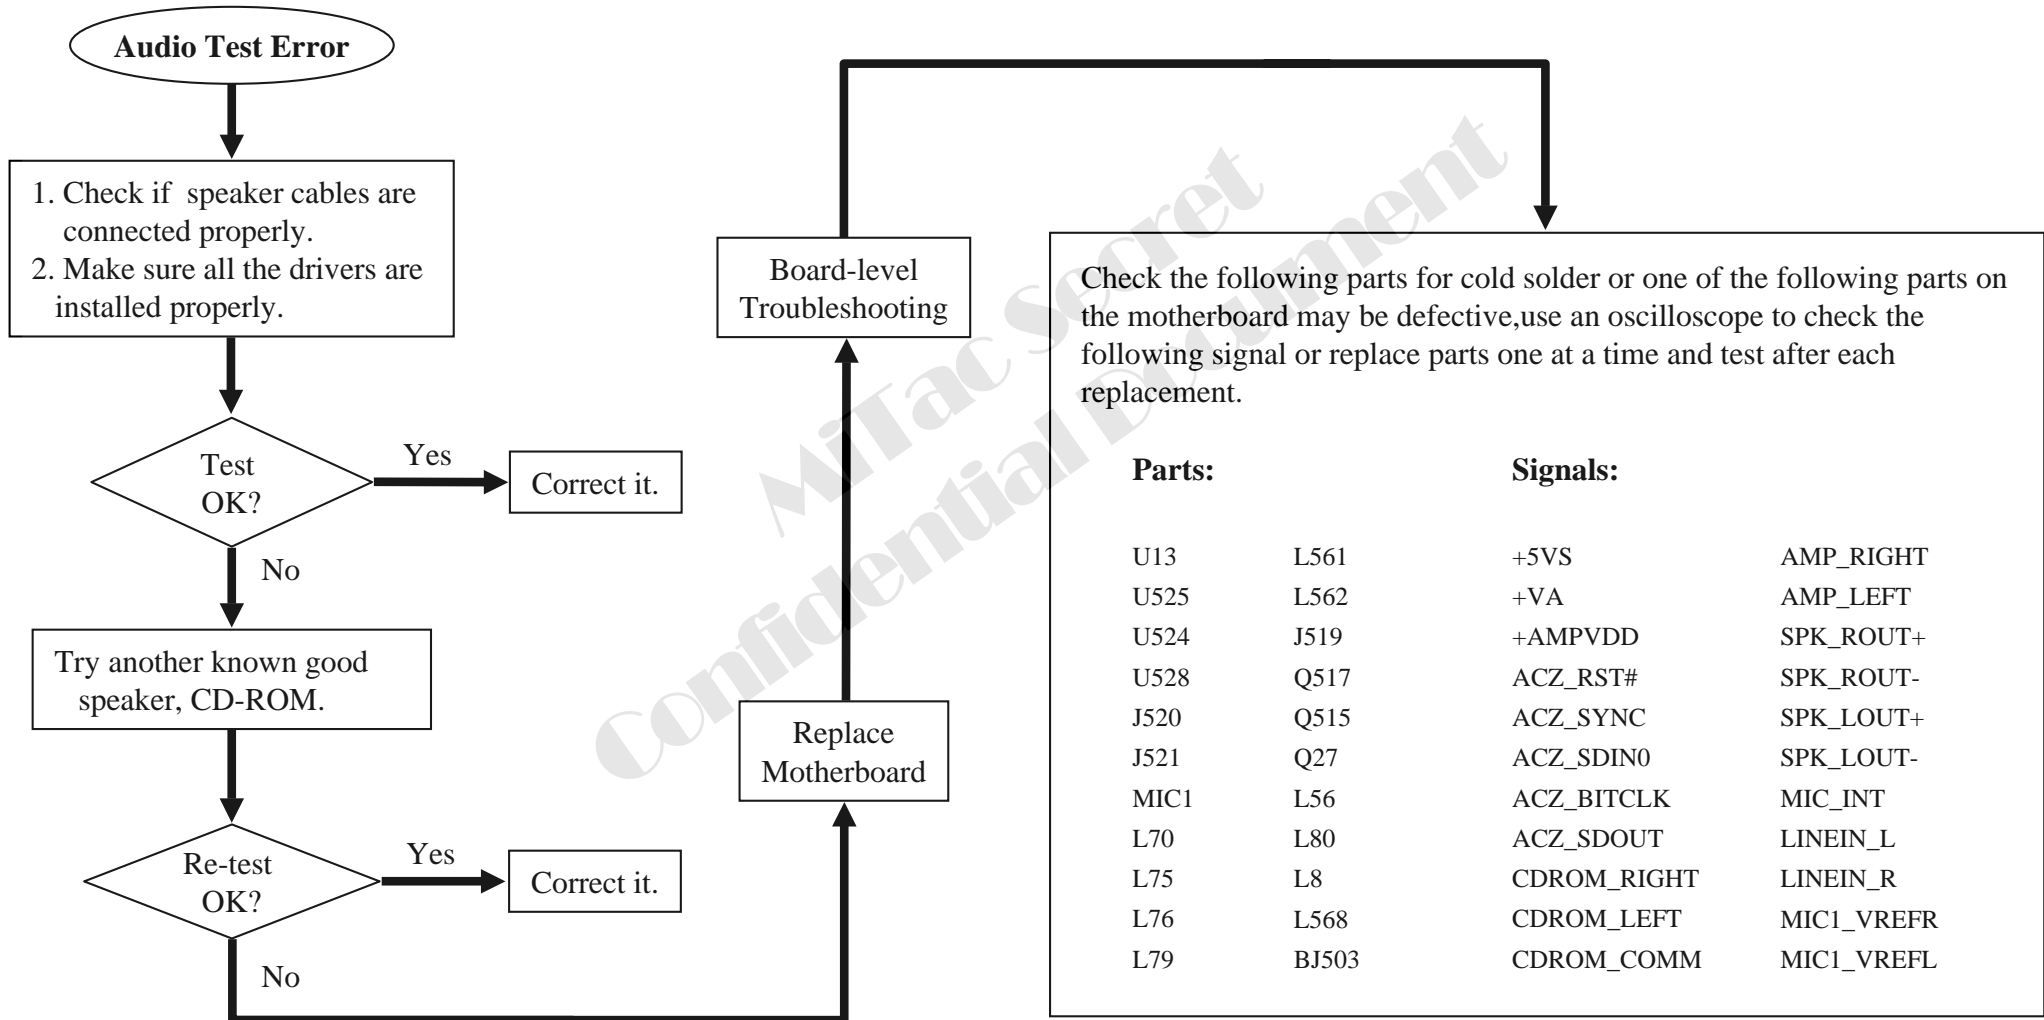 Audio Test Error
1. Check if  speaker cables are
connected properly.
2. Make sure all the drivers are
installed properly.
Test
OK?
Yes
Correct it.
No
Try another known good
speaker, CD-ROM.
Re-test
OK?
Yes
Correct it.
No
Replace
Motherboard
Board-level
Troubleshooting
Check the following parts for cold solder or one of the following parts on
the motherboard may be defective,use an oscilloscope to check the
following signal or replace parts one at a time and test after each
replacement.
Parts: Signals:
U13 L561 +5VS AMP_RIGHT
U525 L562 +VA AMP_LEFT
U524 J519 +AMPVDD SPK_ROUT+
U528 Q517 ACZ_RST# SPK_ROUT-
J520 Q515 ACZ_SYNC SPK_LOUT+
J521 Q27 ACZ_SDIN0 SPK_LOUT-
MIC1 L56 ACZ_BITCLK MIC_INT
L70 L80 ACZ_SDOUT LINEIN_L
L75 L8 CDROM_RIGHT LINEIN_R
L76 L568 CDROM_LEFT MIC1_VREFR
L79 BJ503 CDROM_COMM MIC1_VREFL
MiTac Secret
Confidential Document